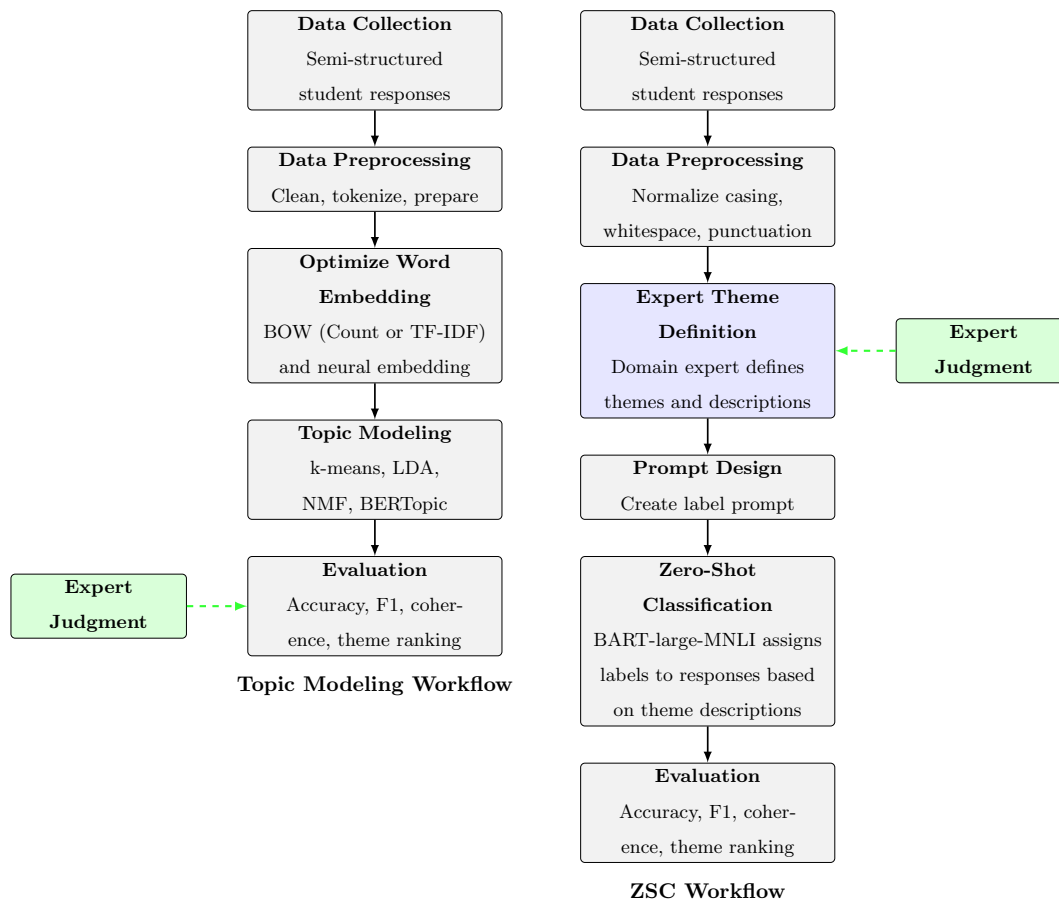 Data Collection
Semi-structured
student responses
Data Preprocessing
Clean, tokenize, prepare
Optimize Word
Embedding
BOW (Count or TF-IDF)
and neural embedding
Topic Modeling
k-means, LDA,
NMF, BERTopic
Expert
Judgment
Evaluation
Accuracy, F1, coher-
ence, theme ranking
Topic Modeling Workflow
Data Collection
Semi-structured
student responses
Data Preprocessing
Normalize casing,
whitespace, punctuation
Expert Theme
Definition
Domain expert defines
themes and descriptions
Expert
Judgment
Prompt Design
Create label prompt
Zero-Shot
Classification
BART-large-MNLI assigns
labels to responses based
on theme descriptions
Evaluation
Accuracy, F1, coher-
ence, theme ranking
ZSC Workflow